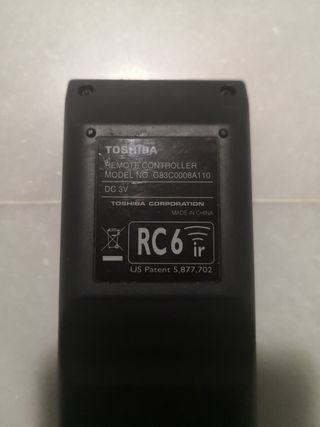 TOSHIBA
REMOTE CONTROLLER
MODEL NO. G83C0008A110
DC 3V
TOSHIBA CORPORATION
MADE IN CHINA
RC6 ir
US Patent 5,877,702